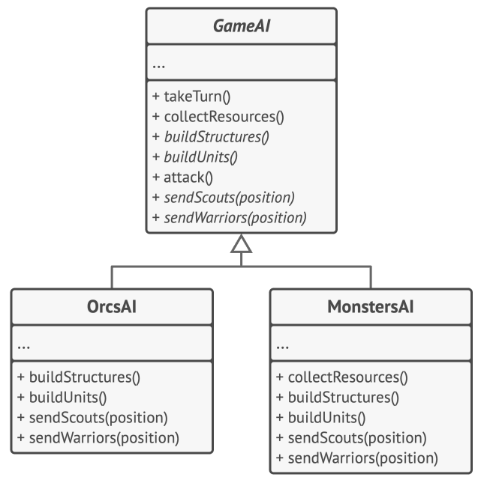 GameAI
...
+ takeTurn()
+ collectResources()
+ buildStructures()
+ buildUnits()
+ attack()
+ sendScouts(position)
+ sendWarriors(position)
OrcsAI
...
+ buildStructures()
+ buildUnits()
+ sendScouts(position)
+ sendWarriors(position)
MonstersAI
...
+ collectResources()
+ buildStructures()
+ buildUnits()
+ sendScouts(position)
+ sendWarriors(position)